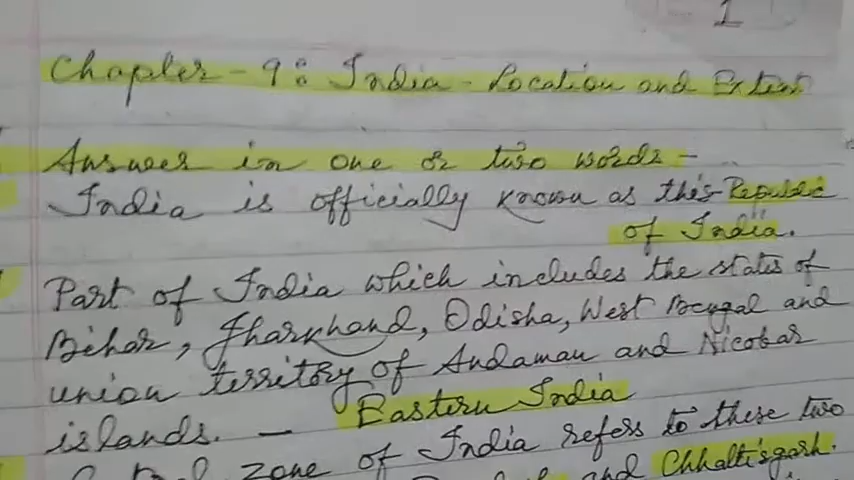 1
Chapter - 9: India - Location and Extent
Answer in one or two words -
India is officially known as the "Republic
of India".
Part of India which includes the states of
Bihar, Jharkhand, Odisha, West Bengal and
union territory of Andaman and Nicobar
islands. - Eastern India
zone of India refers to these two
and Chhattisgarh.